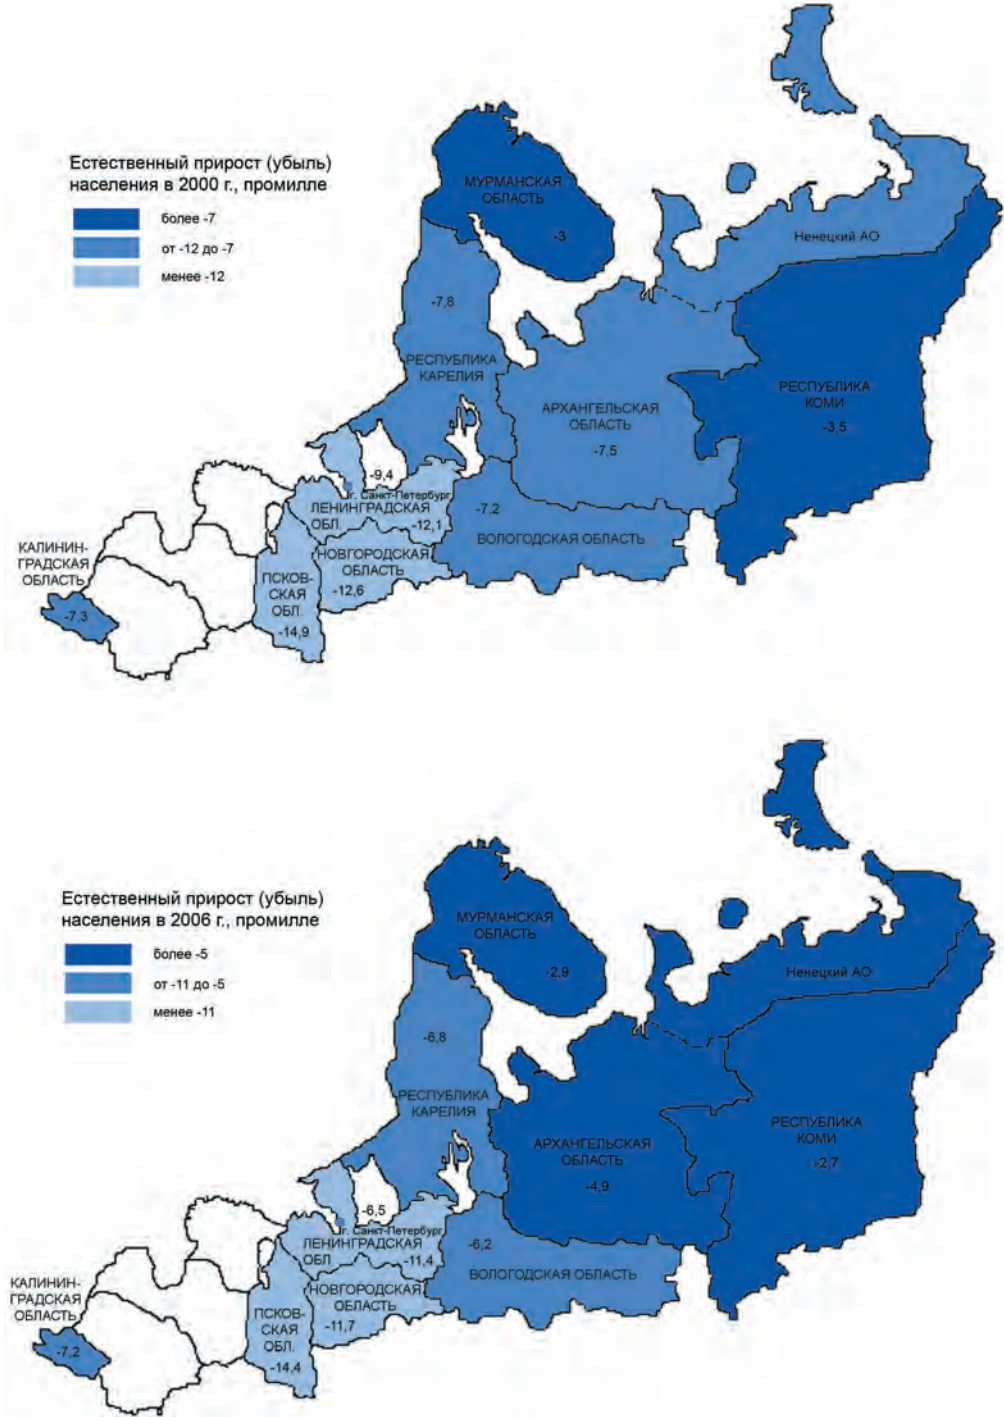 Естественный прирост (убыль)
населения в 2000 г., промилле
более -7
от -12 до -7
менее -12
МУРМАНСКАЯ
ОБЛАСТЬ
-3
Ненецкий АО
-7,8
РЕСПУБЛИКА
КАРЕЛИЯ
РЕСПУБЛИКА
КОМИ
-3,5
АРХАНГЕЛЬСКАЯ
ОБЛАСТЬ
-7,5
-9,4
г. Санкт-Петербург
ЛЕНИНГРАДСКАЯ
ОБЛ.
-12,1
-7,2
ВОЛОГОДСКАЯ ОБЛАСТЬ
НОВГОРОДСКАЯ
ОБЛАСТЬ
-12,6
ПСКОВ-
СКАЯ
ОБЛ.
-14,9
КАЛИНИН-
ГРАДСКАЯ
ОБЛАСТЬ
-7,3
Естественный прирост (убыль)
населения в 2006 г., промилле
более -5
от -11 до -5
менее -11
МУРМАНСКАЯ
ОБЛАСТЬ
-2,9
Ненецкий АО
-6,8
РЕСПУБЛИКА
КАРЕЛИЯ
РЕСПУБЛИКА
КОМИ
-2,7
АРХАНГЕЛЬСКАЯ
ОБЛАСТЬ
-4,9
-6,5
г. Санкт-Петербург
ЛЕНИНГРАДСКАЯ
ОБЛ.
-11,4
-6,2
ВОЛОГОДСКАЯ ОБЛАСТЬ
НОВГОРОДСКАЯ
ОБЛАСТЬ
-11,7
ПСКОВ-
СКАЯ
ОБЛ.
-14,4
КАЛИНИН-
ГРАДСКАЯ
ОБЛАСТЬ
-7,2